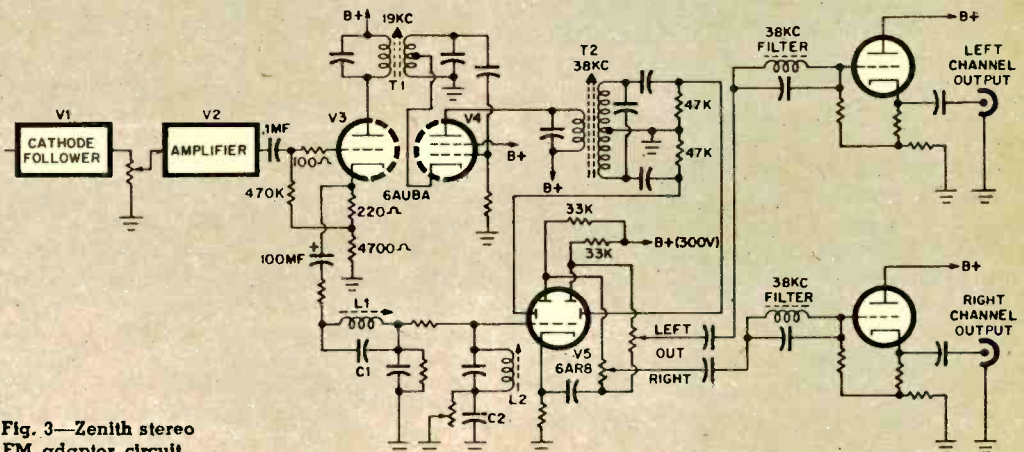 B+
19KC
T1
V1
CATHODE
FOLLOWER
V2
AMPLIFIER
.1MF
100Ω
470K
V3
V4
6AU8A
B+
220Ω
4700Ω
100MF
L1
C1
L2
C2
T2
38KC
B+
47K
47K
33K
33K
B+(300V)
V5
6AR8
LEFT
OUT
RIGHT
38KC
FILTER
B+
LEFT
CHANNEL
OUTPUT
38KC
FILTER
B+
RIGHT
CHANNEL
OUTPUT
Fig. 3—Zenith stereo
FM adaptor circuit